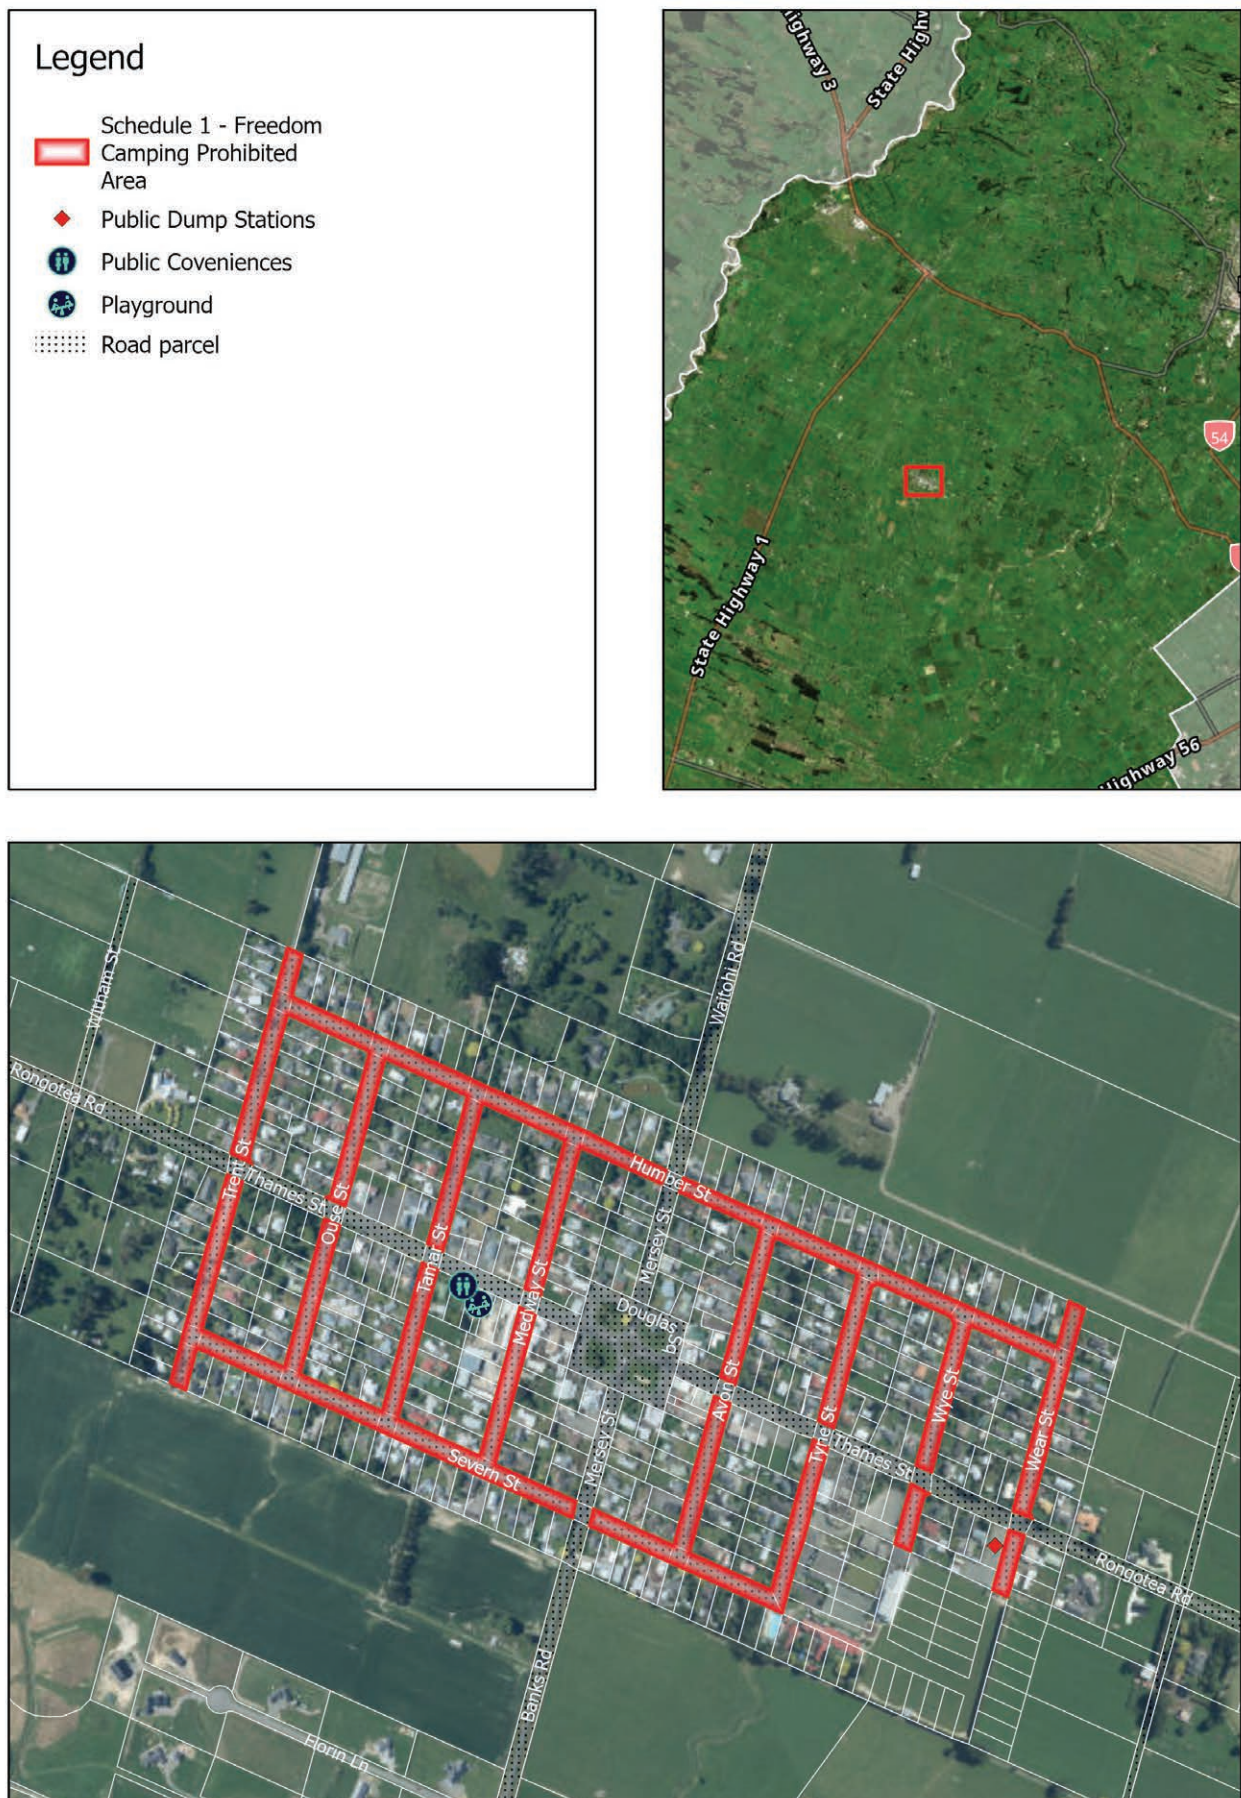 Legend
Schedule 1 - Freedom
Camping Prohibited
Area
Public Dump Stations
Public Coveniences
Playground
Road parcel
Highway 3
State Highw
54
State Highway 1
Highway 56
Witham St
Waitohi Rd
Rongotea Rd
Trent St
Thames St
Ouse St
Humber St
Tamar St
Mersey St
Medway St
Douglas
Sq
Avon St
Wye St
Tyne St
Thames St
Wear St
Mersey St
Severn St
Rongotea Rd
Banks Rd
Florin Ln